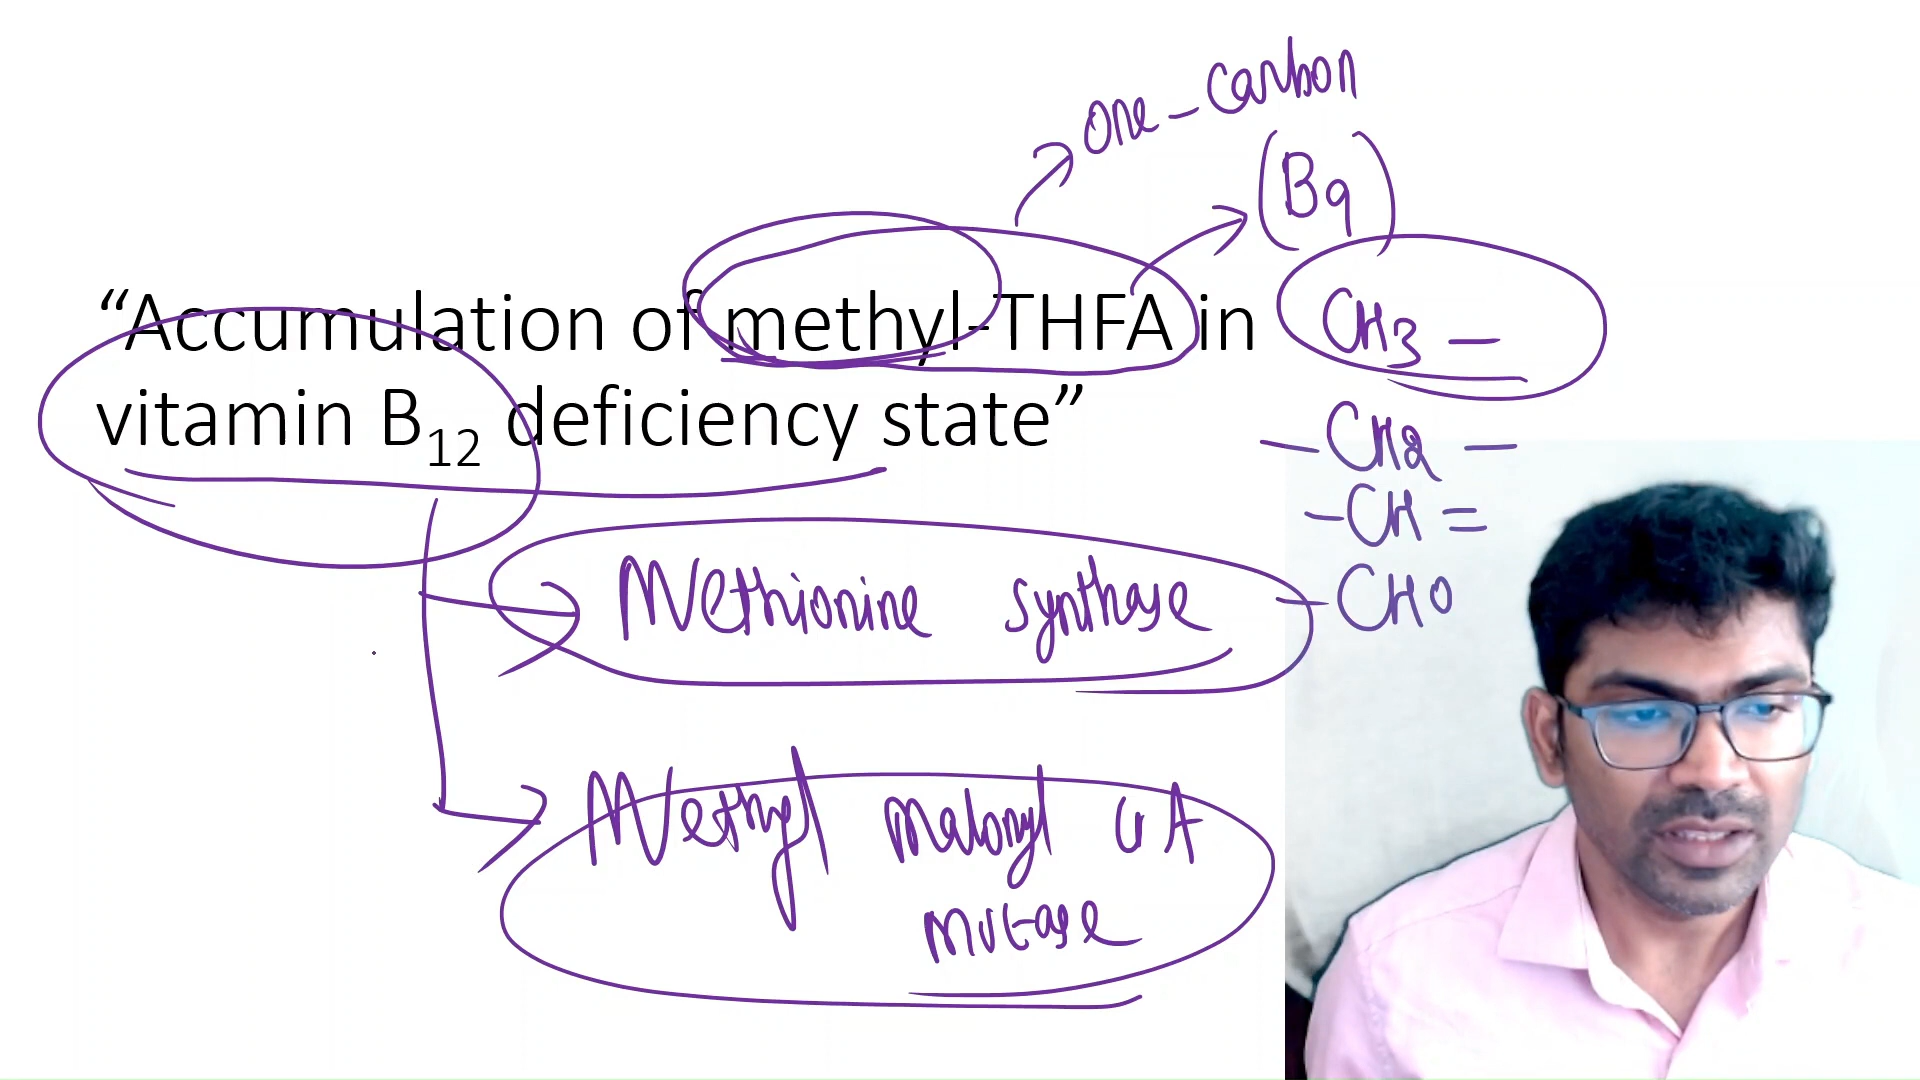 one-carbon
(B9)
“Accumulation of methyl-THFA in
CH3 –
vitamin B₁₂ deficiency state”
– CH2 –
– CH =
– CHO
Methionine synthase
Methyl malonyl CoA
mutase